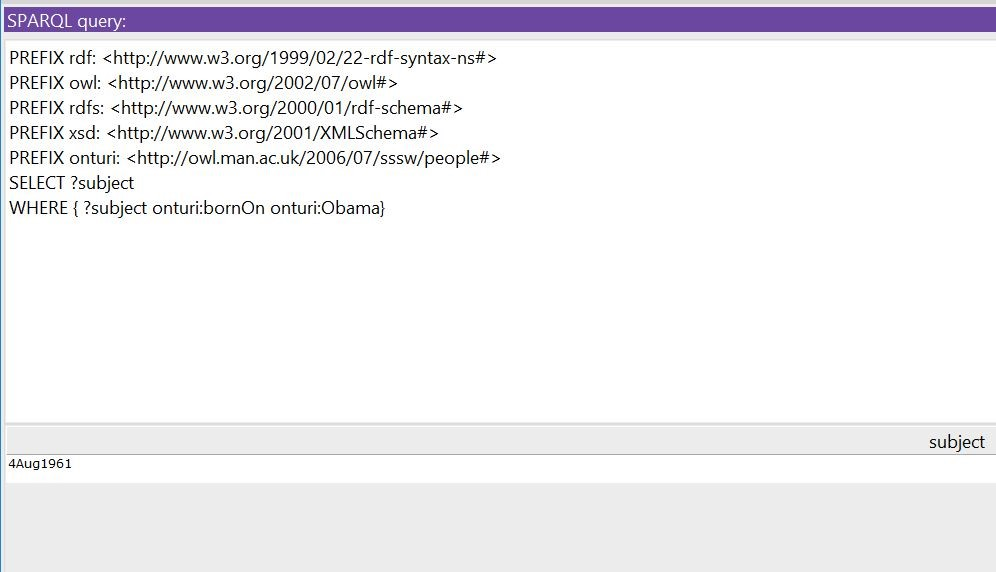 SPARQL query:
PREFIX rdf: <http://www.w3.org/1999/02/22-rdf-syntax-ns#>
PREFIX owl: <http://www.w3.org/2002/07/owl#>
PREFIX rdfs: <http://www.w3.org/2000/01/rdf-schema#>
PREFIX xsd: <http://www.w3.org/2001/XMLSchema#>
PREFIX onturi: <http://owl.man.ac.uk/2006/07/sssw/people#>
SELECT ?subject
WHERE { ?subject onturi:bornOn onturi:Obama}
subject
4Aug1961